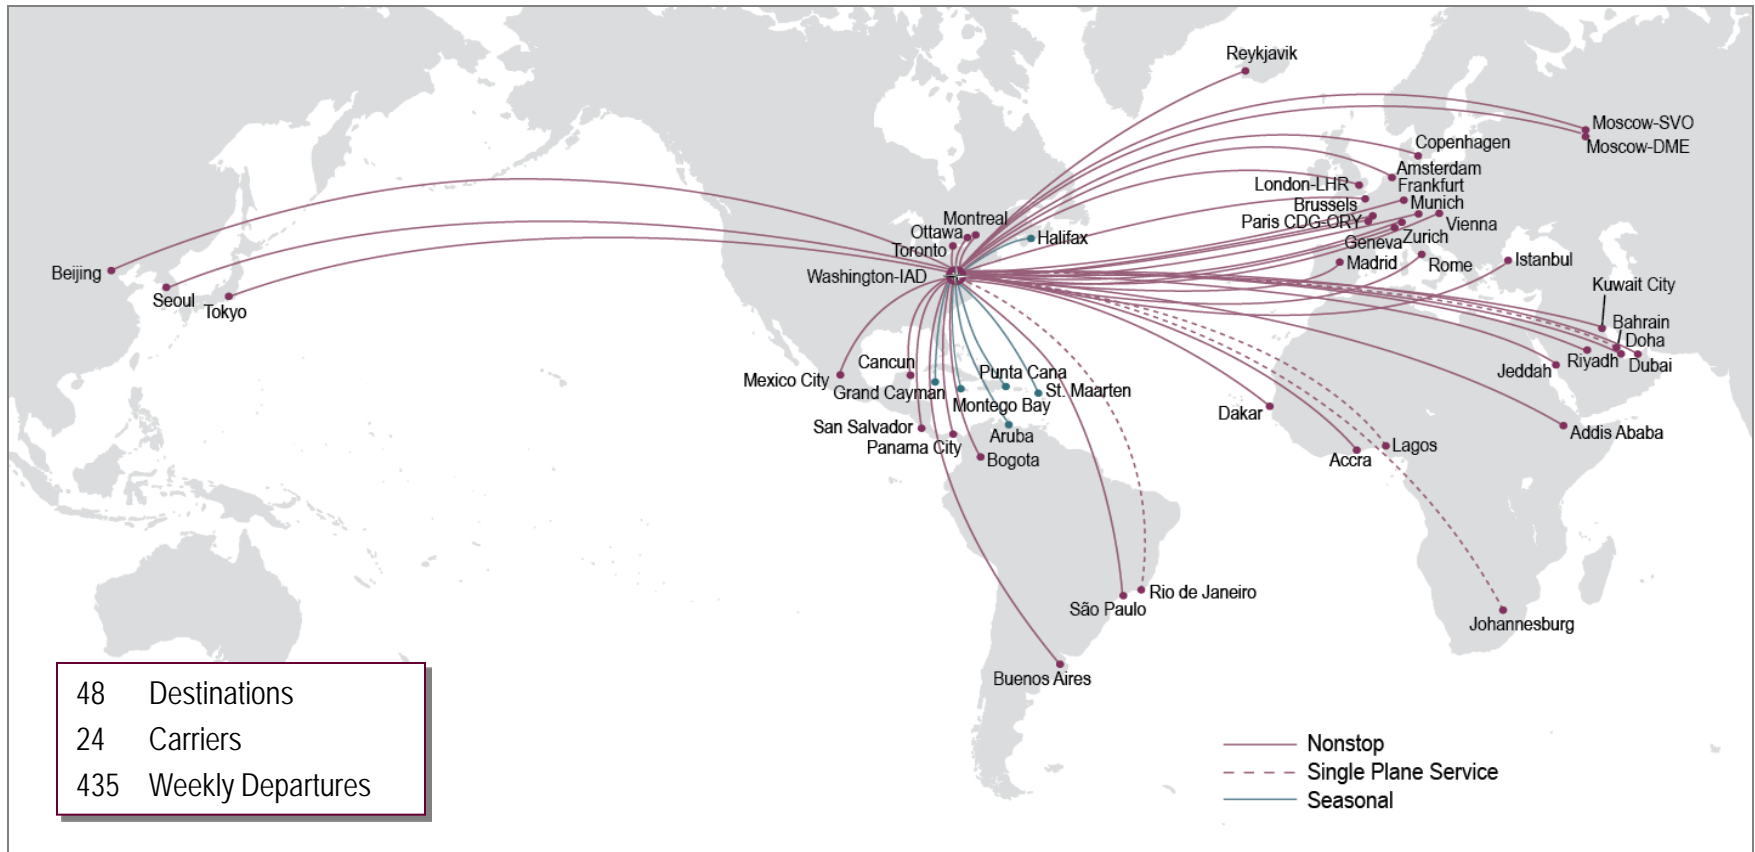 Reykjavik
Moscow-SVO
Moscow-DME
Copenhagen
Amsterdam
London-LHR
Frankfurt
Brussels
Munich
Paris CDG-ORY
Vienna
Geneva
Zurich
Madrid
Rome
Istanbul
Montreal
Ottawa
Toronto
Halifax
Washington-IAD
Beijing
Seoul
Tokyo
Kuwait City
Bahrain
Doha
Riyadh
Dubai
Jeddah
Cancun
Punta Cana
Mexico City
Grand Cayman
St. Maarten
Montego Bay
Dakar
San Salvador
Aruba
Panama City
Bogota
Addis Ababa
Lagos
Accra
Rio de Janeiro
São Paulo
Johannesburg
Buenos Aires
48 Destinations
24 Carriers
435 Weekly Departures
Nonstop
Single Plane Service
Seasonal